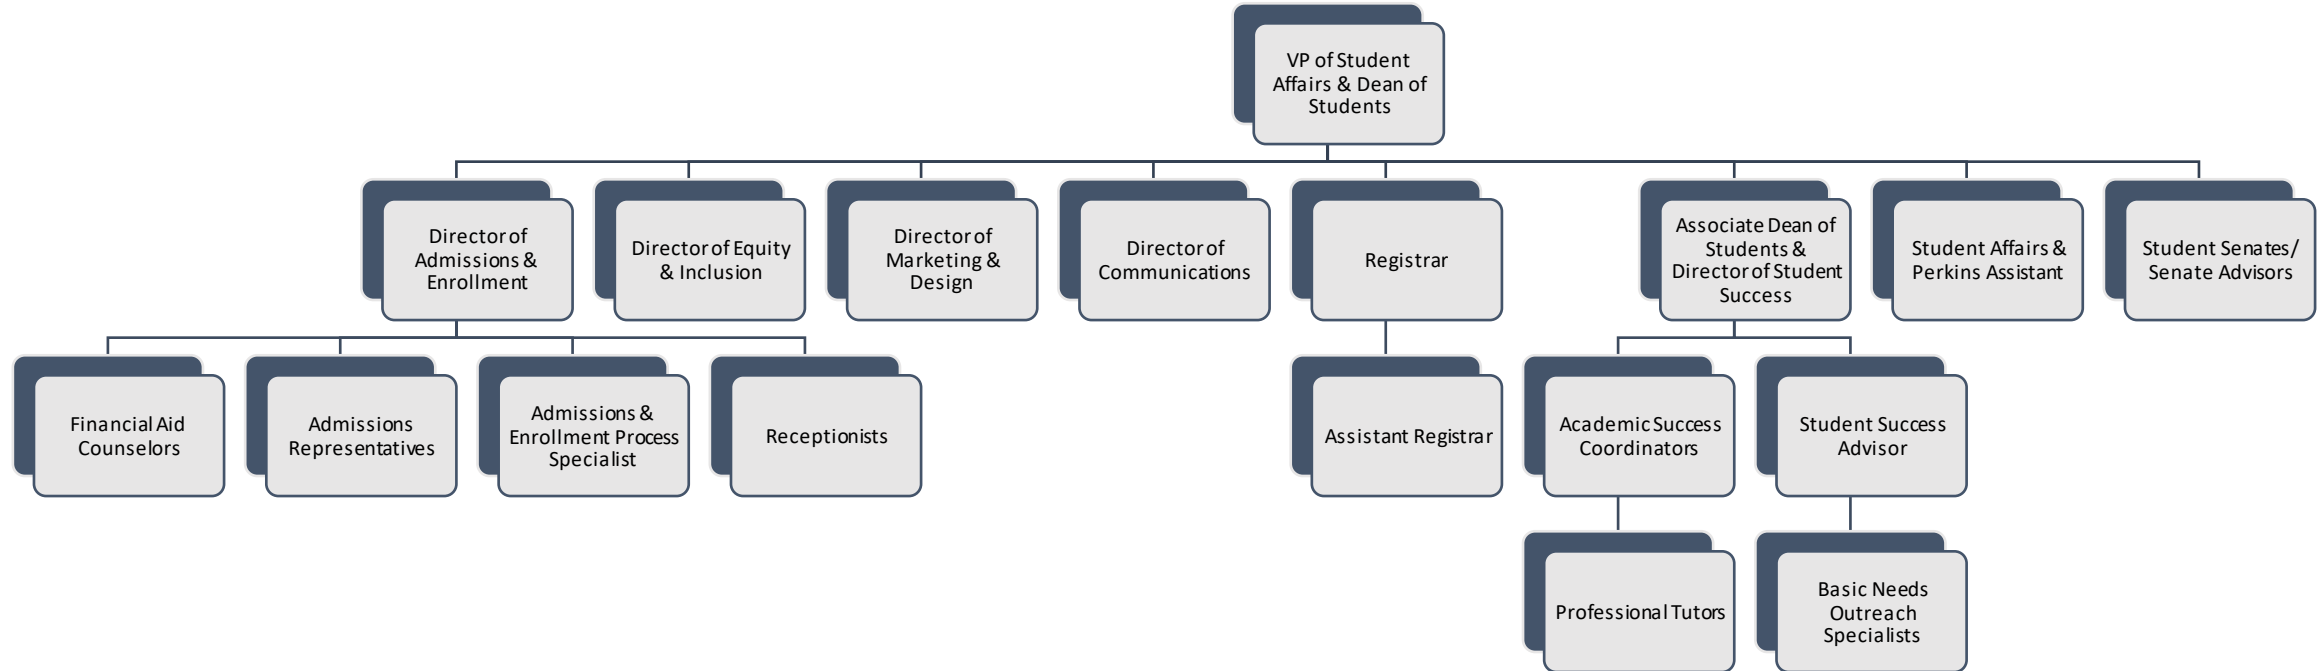 VP of Student
Affairs & Dean of
Students
Director of
Admissions &
Enrollment
Director of Equity
& Inclusion
Director of
Marketing &
Design
Director of
Communications
Registrar
Associate Dean of
Students &
Director of Student
Success
Student Affairs &
Perkins Assistant
Student Senates/
Senate Advisors
Financial Aid
Counselors
Admissions
Representatives
Admissions &
Enrollment Process
Specialist
Receptionists
Assistant Registrar
Academic Success
Coordinators
Student Success
Advisor
Professional Tutors
Basic Needs
Outreach
Specialists